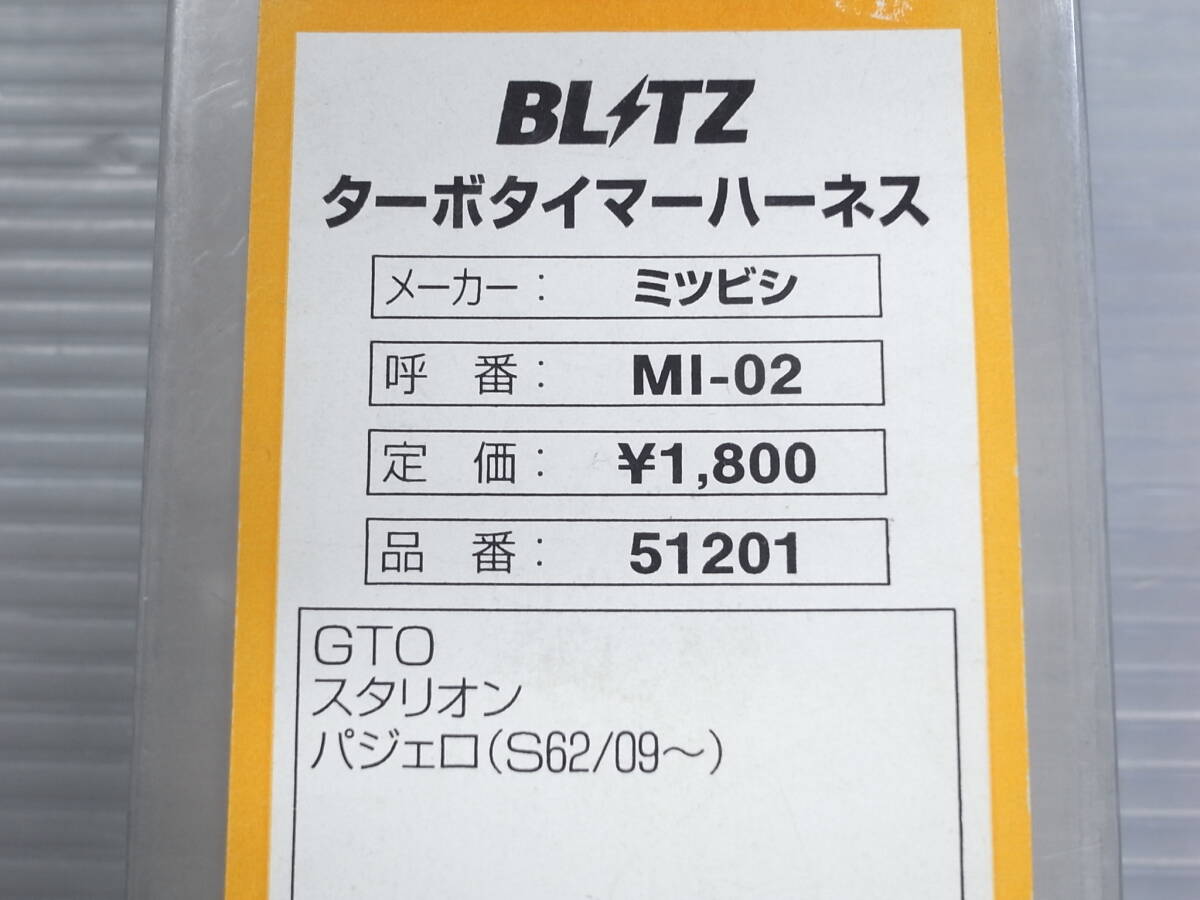 BLITZ
ターボタイマーハーネス
メーカー： ミツビシ
呼番： MI-02
定価： ¥1,800
品番： 51201
GTO
スタリオン
パジェロ(S62/09～)